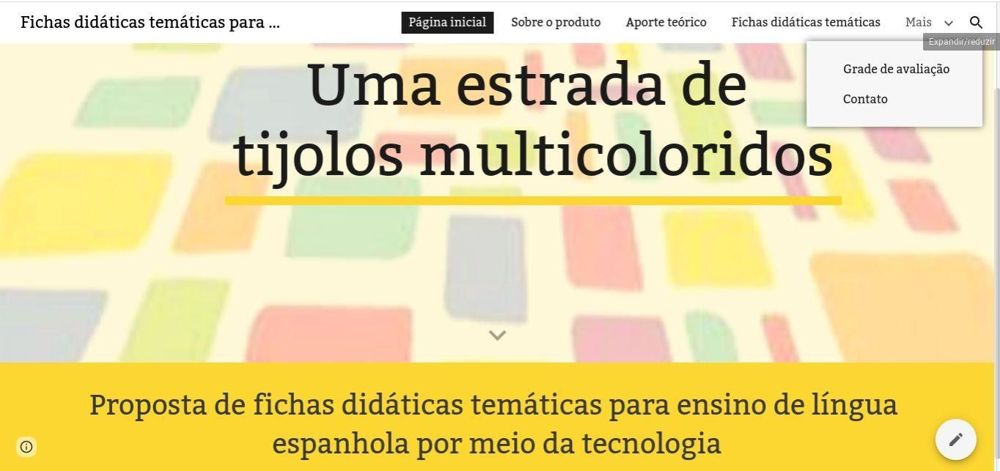 Fichas didáticas temáticas para ...
Página inicial
Sobre o produto
Aporte teórico
Fichas didáticas temáticas
Mais
Expandir/reduzir
Grade de avaliação
Contato
Uma estrada de
tijolos multicoloridos
Proposta de fichas didáticas temáticas para ensino de língua
espanhola por meio da tecnologia